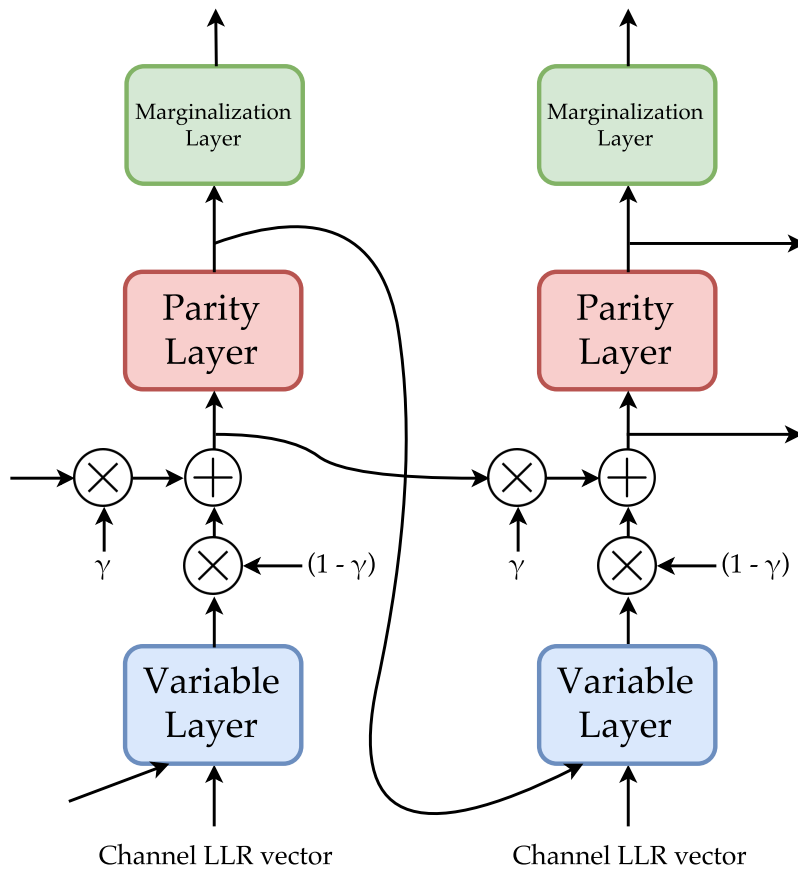 Marginalization
Layer
Marginalization
Layer
Parity
Layer
Parity
Layer
γ
(1 - γ)
γ
(1 - γ)
Variable
Layer
Variable
Layer
Channel LLR vector
Channel LLR vector